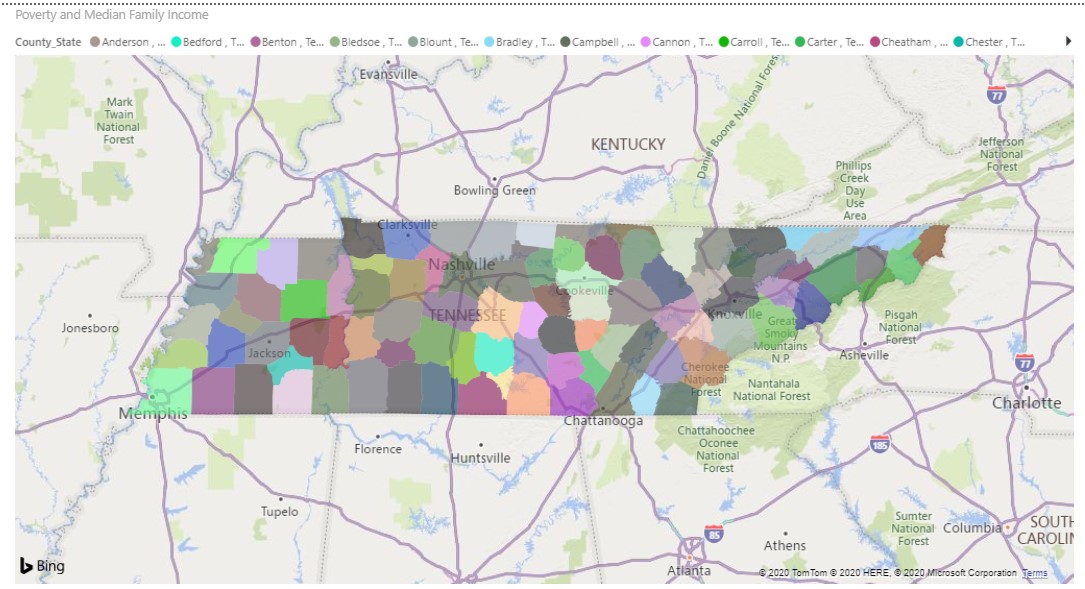 Poverty and Median Family Income
County_State Anderson , ... Bedford , T... Benton , Te... Bledsoe , T... Blount , Te... Bradley , T... Campbell , ... Cannon , T... Carroll , Te... Carter , Te... Cheatham , ... Chester , T...
Evansville
Mark
Twain
National
Forest
77
KENTUCKY
Daniel Boone National Fores
Jefferson
National
Forest
Phillips
Creek
Day
Use
Area
Bowling Green
Clarksville
Nashville
Cookeville
TENNESSEE
Knoxville
Jonesboro
Great
Smoky
Mountains
N.P.
Pisgah
National
Forest
Jackson
Asheville
Cherokee
National
Forest
77
Nantahala
National Forest
Memphis
Charlotte
Chattanooga
Chattahoochee
Oconee
National
Forest
185
Florence
Huntsville
Tupelo
Sumter
National
Forest
Columbia
SOUTH
CAROLIN
85
Athens
Atlanta
Bing
© 2020 TomTom © 2020 HERE, © 2020 Microsoft Corporation Terms